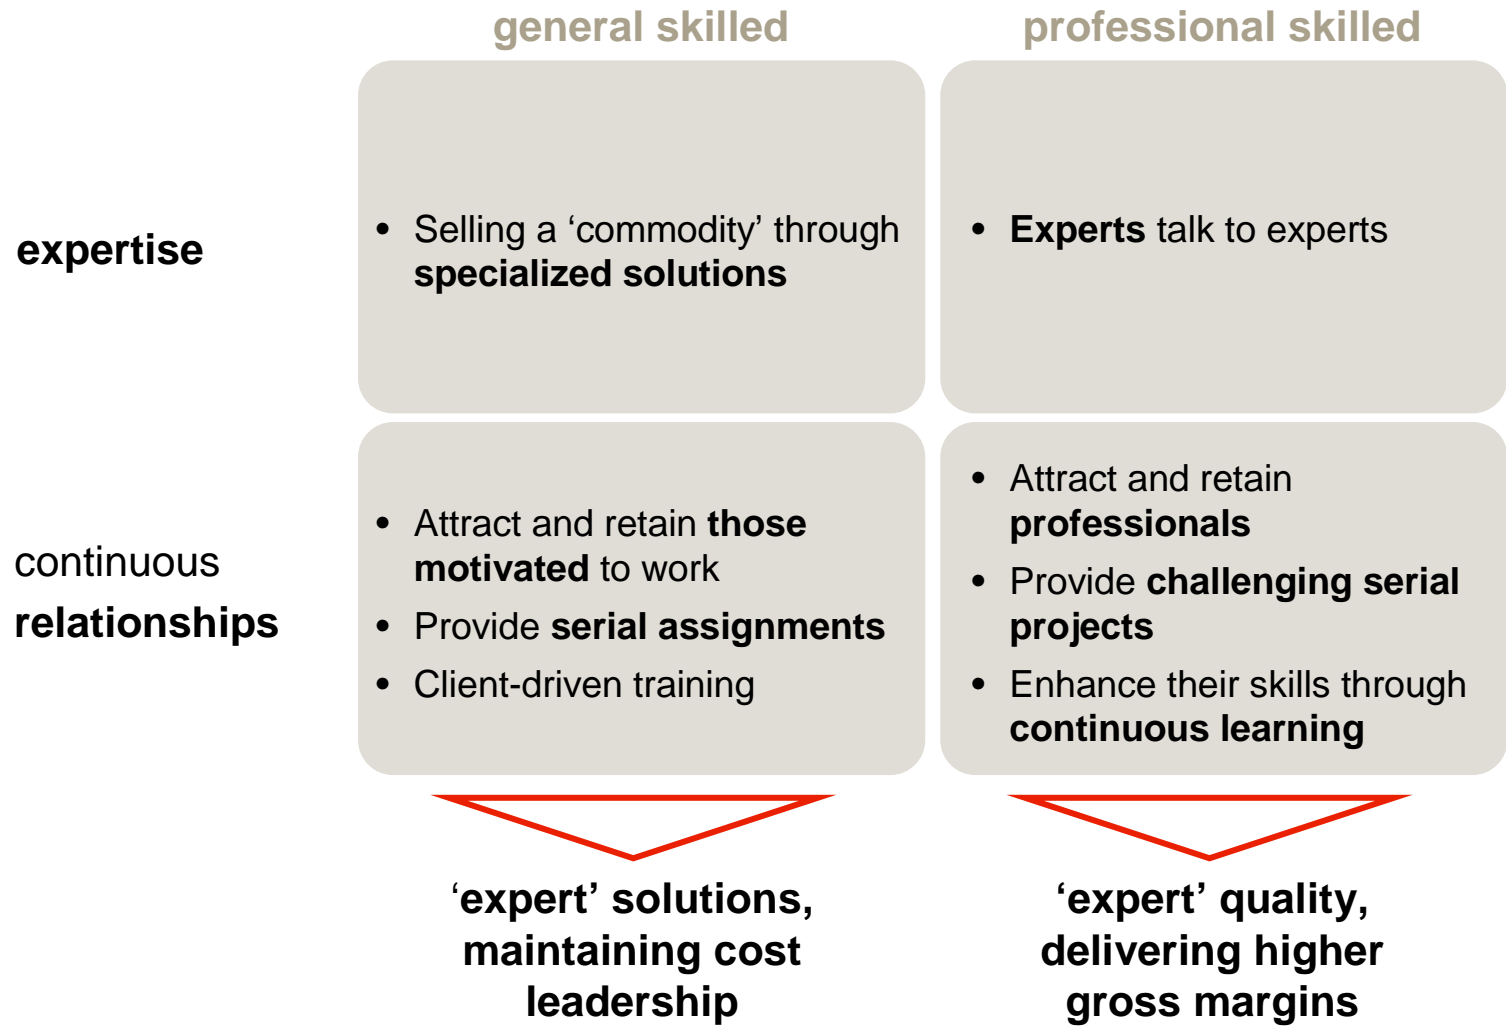 general skilled
professional skilled
expertise
• Selling a ‘commodity’ through
specialized solutions
• Experts talk to experts
continuous
relationships
• Attract and retain those
motivated to work
• Provide serial assignments
• Client-driven training
• Attract and retain
professionals
• Provide challenging serial
projects
• Enhance their skills through
continuous learning
‘expert’ solutions,
maintaining cost
leadership
‘expert’ quality,
delivering higher
gross margins